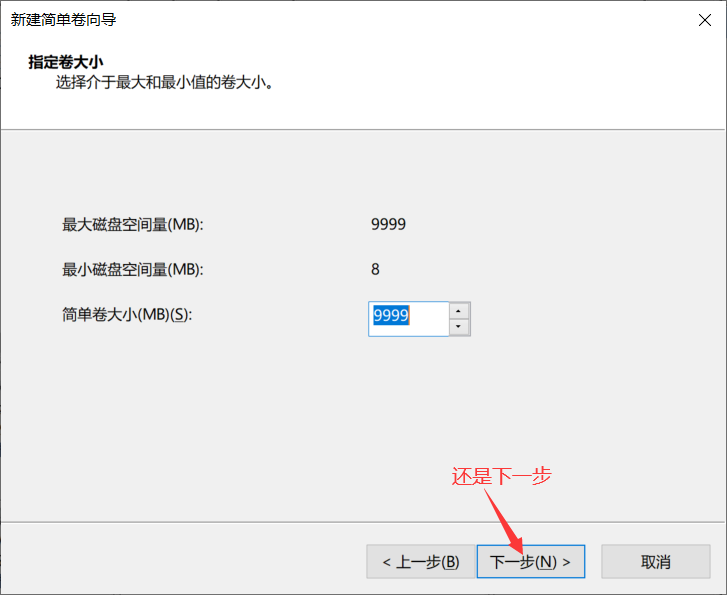 新建简单卷向导
指定卷大小
选择介于最大和最小值的卷大小。
最大磁盘空间量(MB): 9999
最小磁盘空间量(MB): 8
简单卷大小(MB)(S): 9999
还是下一步
< 上一步(B) 下一步(N) > 取消